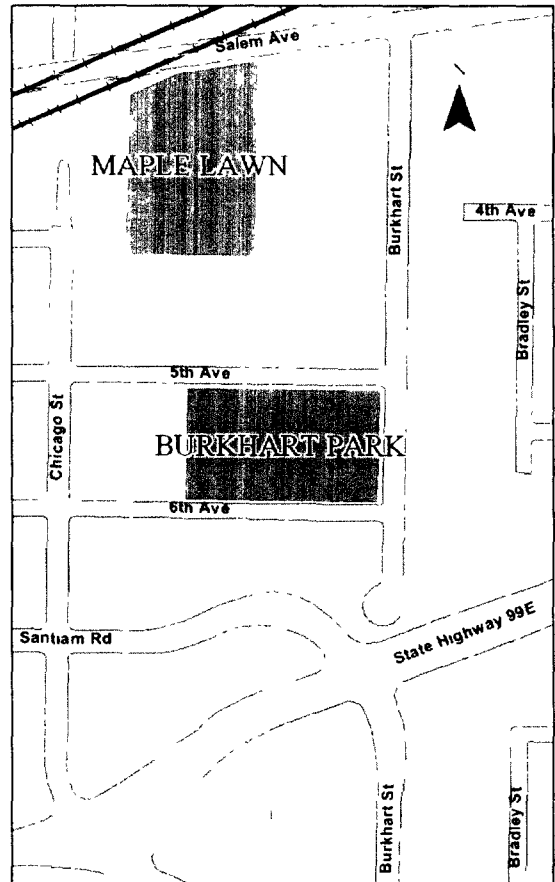 Salem Ave
MAPLE LAWN
Burkhart St
4th Ave
Bradley St
5th Ave
Chicago St
BURKHART PARK
6th Ave
Santiam Rd
State Highway 99E
Burkhart St
Bradley St